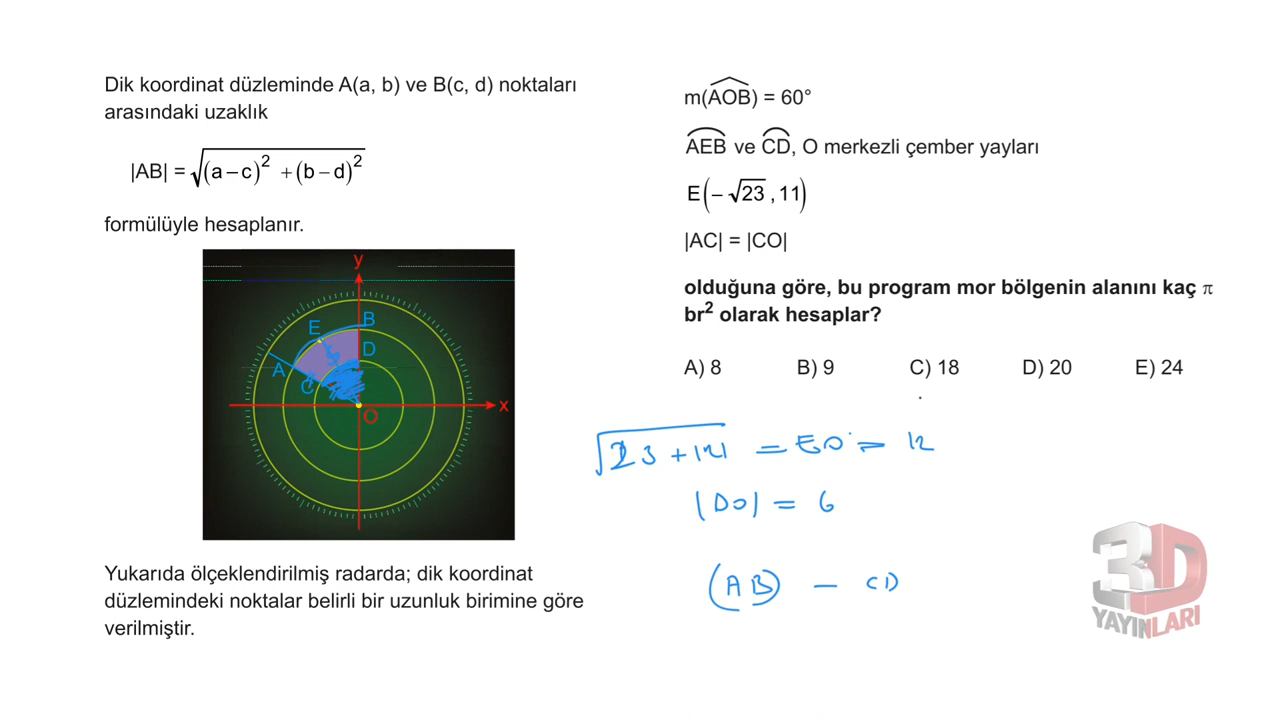 Dik koordinat düzleminde A(a, b) ve B(c, d) noktaları
arasındaki uzaklık
|AB| = √(a – c)² + (b – d)²
formülüyle hesaplanır.
y
E
B
D
A
C
O
x
Yukarıda ölçeklendirilmiş radarda; dik koordinat
düzlemindeki noktalar belirli bir uzunluk birimine göre
verilmiştir.
m(AOB) = 60°
AEB ve CD, O merkezli çember yayları
E(– √23 , 11)
|AC| = |CO|
olduğuna göre, bu program mor bölgenin alanını kaç π
br² olarak hesaplar?
A) 8 B) 9 C) 18 D) 20 E) 24
√23 + 121 = EO = 12
|DO| = 6
(AB) – CD
3D
YAYINLARI